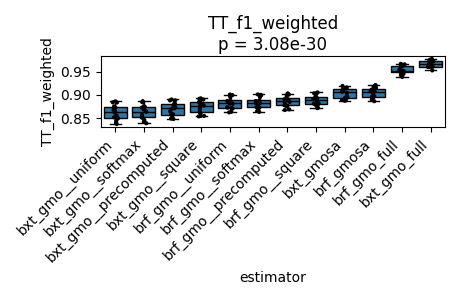 TT_f1_weighted
p = 3.08e-30
TT_f1_weighted
0.95
0.90
0.85
bxt_gmo__uniform
bxt_gmo__softmax
bxt_gmo__precomputed
bxt_gmo__square
brf_gmo__uniform
brf_gmo__softmax
brf_gmo__precomputed
brf_gmo__square
bxt_gmosa
brf_gmosa
brf_gmo_full
bxt_gmo_full
estimator